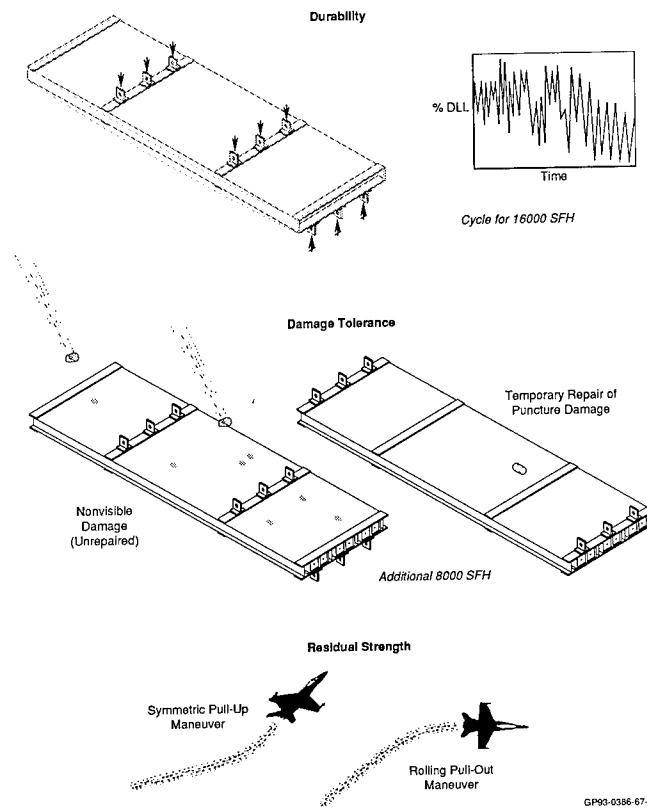 Durability
% DLL
Time
Cycle for 16000 SFH
Damage Tolerance
Temporary Repair of
Puncture Damage
Nonvisible
Damage
(Unrepaired)
Additional 8000 SFH
Residual Strength
Symmetric Pull-Up
Maneuver
Rolling Pull-Out
Maneuver
GP93-0386-67-